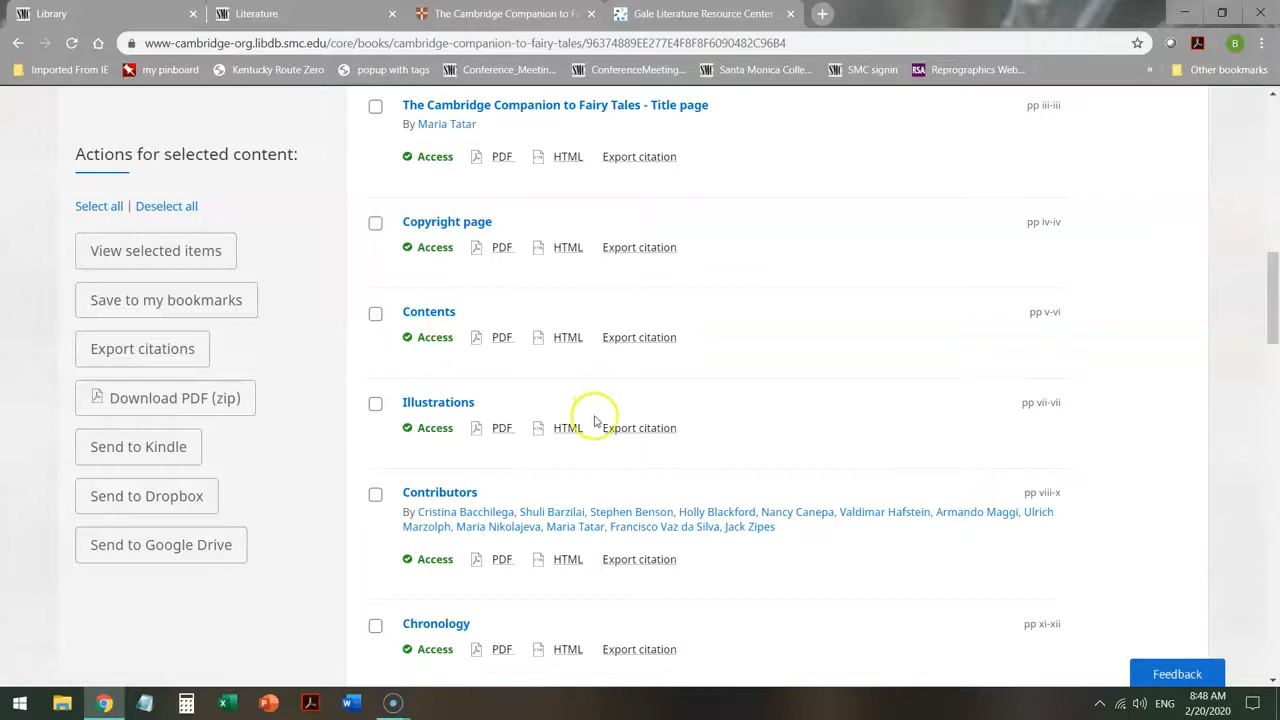 Library
Literature
The Cambridge Companion to Fa
Gale Literature Resource Center
www-cambridge-org.libdb.smc.edu/core/books/cambridge-companion-to-fairy-tales/96374889EE277E4F8F8F6090482C96B4
B
Imported From IE
my pinboard
Kentucky Route Zero
popup with tags
Conference_Meetin...
ConferenceMeeting...
Santa Monica Colle...
SMC signin
RSA Reprographics Web...
»
Other bookmarks
Actions for selected content:
Select all | Deselect all
View selected items
Save to my bookmarks
Export citations
Download PDF (zip)
Send to Kindle
Send to Dropbox
Send to Google Drive
The Cambridge Companion to Fairy Tales - Title page pp iii-iii
By Maria Tatar
Access PDF HTML Export citation
Copyright page pp iv-iv
Access PDF HTML Export citation
Contents pp v-vi
Access PDF HTML Export citation
Illustrations pp vii-vii
Access PDF HTML Export citation
Contributors pp viii-x
By Cristina Bacchilega, Shuli Barzilai, Stephen Benson, Holly Blackford, Nancy Canepa, Valdimar Hafstein, Armando Maggi, Ulrich
Marzolph, Maria Nikolajeva, Maria Tatar, Francisco Vaz da Silva, Jack Zipes
Access PDF HTML Export citation
Chronology pp xi-xii
Access PDF HTML Export citation
Feedback
ENG
8:48 AM
2/20/2020